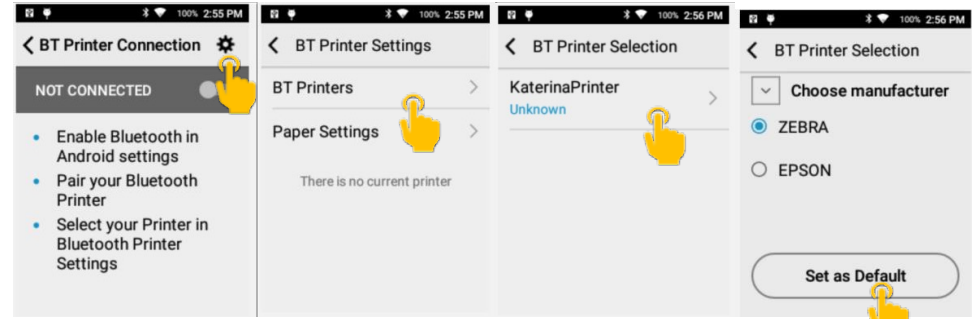 100% 2:55 PM
BT Printer Connection
NOT CONNECTED
• Enable Bluetooth in
Android settings
• Pair your Bluetooth
Printer
• Select your Printer in
Bluetooth Printer
Settings
100% 2:55 PM
BT Printer Settings
BT Printers
Paper Settings
There is no current printer
100% 2:56 PM
BT Printer Selection
KaterinaPrinter
Unknown
100% 2:56 PM
BT Printer Selection
Choose manufacturer
ZEBRA
EPSON
Set as Default